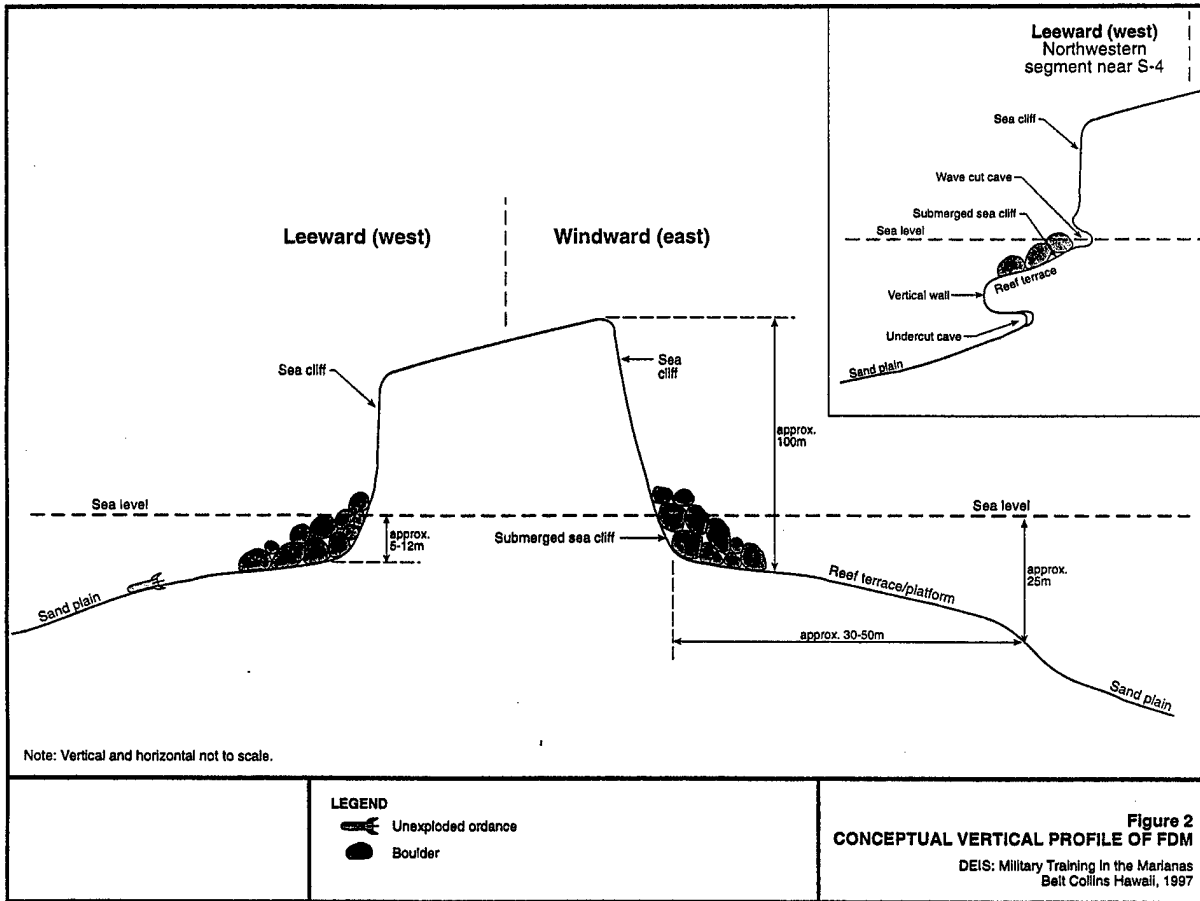 Leeward (west)
Northwestern
segment near S-4
Sea cliff
Wave cut cave
Submerged sea cliff
Sea level
Reef terrace
Vertical wall
Undercut cave
Sand plain
Leeward (west)
Windward (east)
Sea cliff
Sea
cliff
approx.
100m
Sea level
Sea level
approx.
5-12m
Submerged sea cliff
approx.
25m
Reef terrace/platform
Sand plain
approx. 30-50m
Sand plain
Note: Vertical and horizontal not to scale.
LEGEND
Unexploded ordance
Boulder
Figure 2
CONCEPTUAL VERTICAL PROFILE OF FDM
DEIS: Military Training in the Marianas
Belt Collins Hawaii, 1997